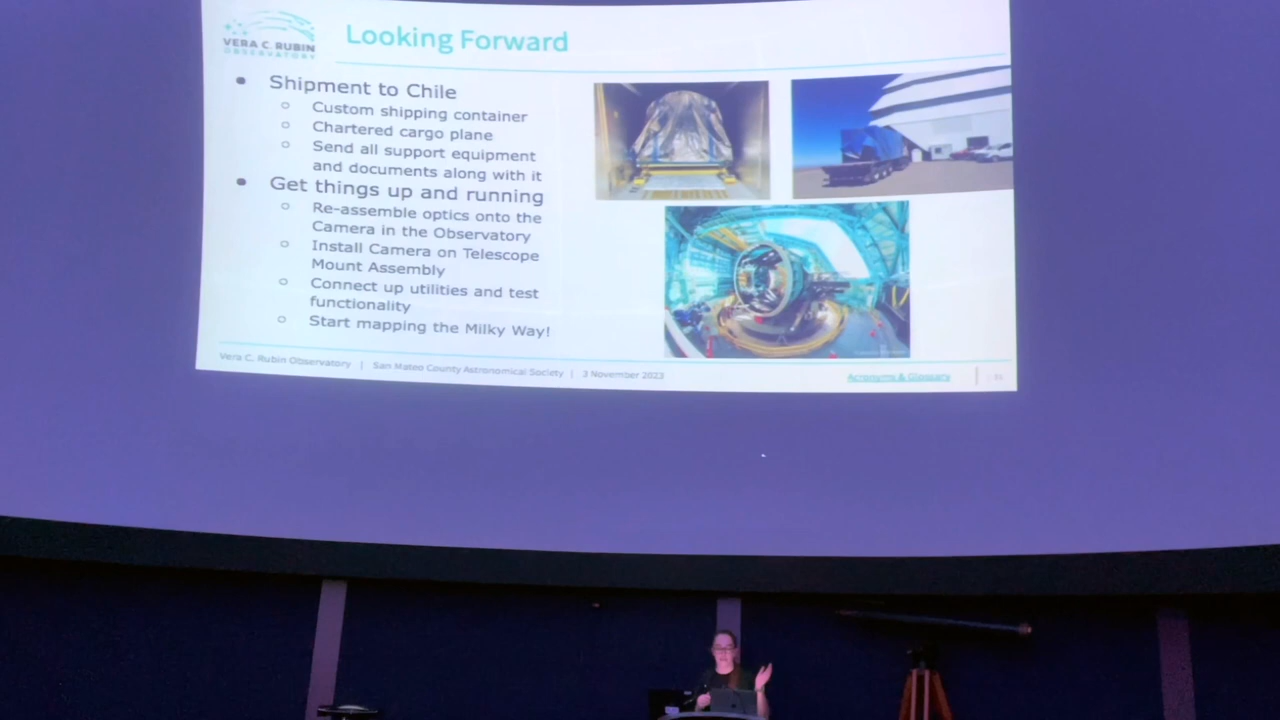 VERA C. RUBIN
OBSERVATORY
Looking Forward
Shipment to Chile
Custom shipping container
Chartered cargo plane
Send all support equipment
and documents along with it
Get things up and running
Re-assemble optics onto the
Camera in the Observatory
Install Camera on Telescope
Mount Assembly
Connect up utilities and test
functionality
Start mapping the Milky Way!
Vera C. Rubin Observatory | San Mateo County Astronomical Society | 3 November 2023
Acronyms & Glossary